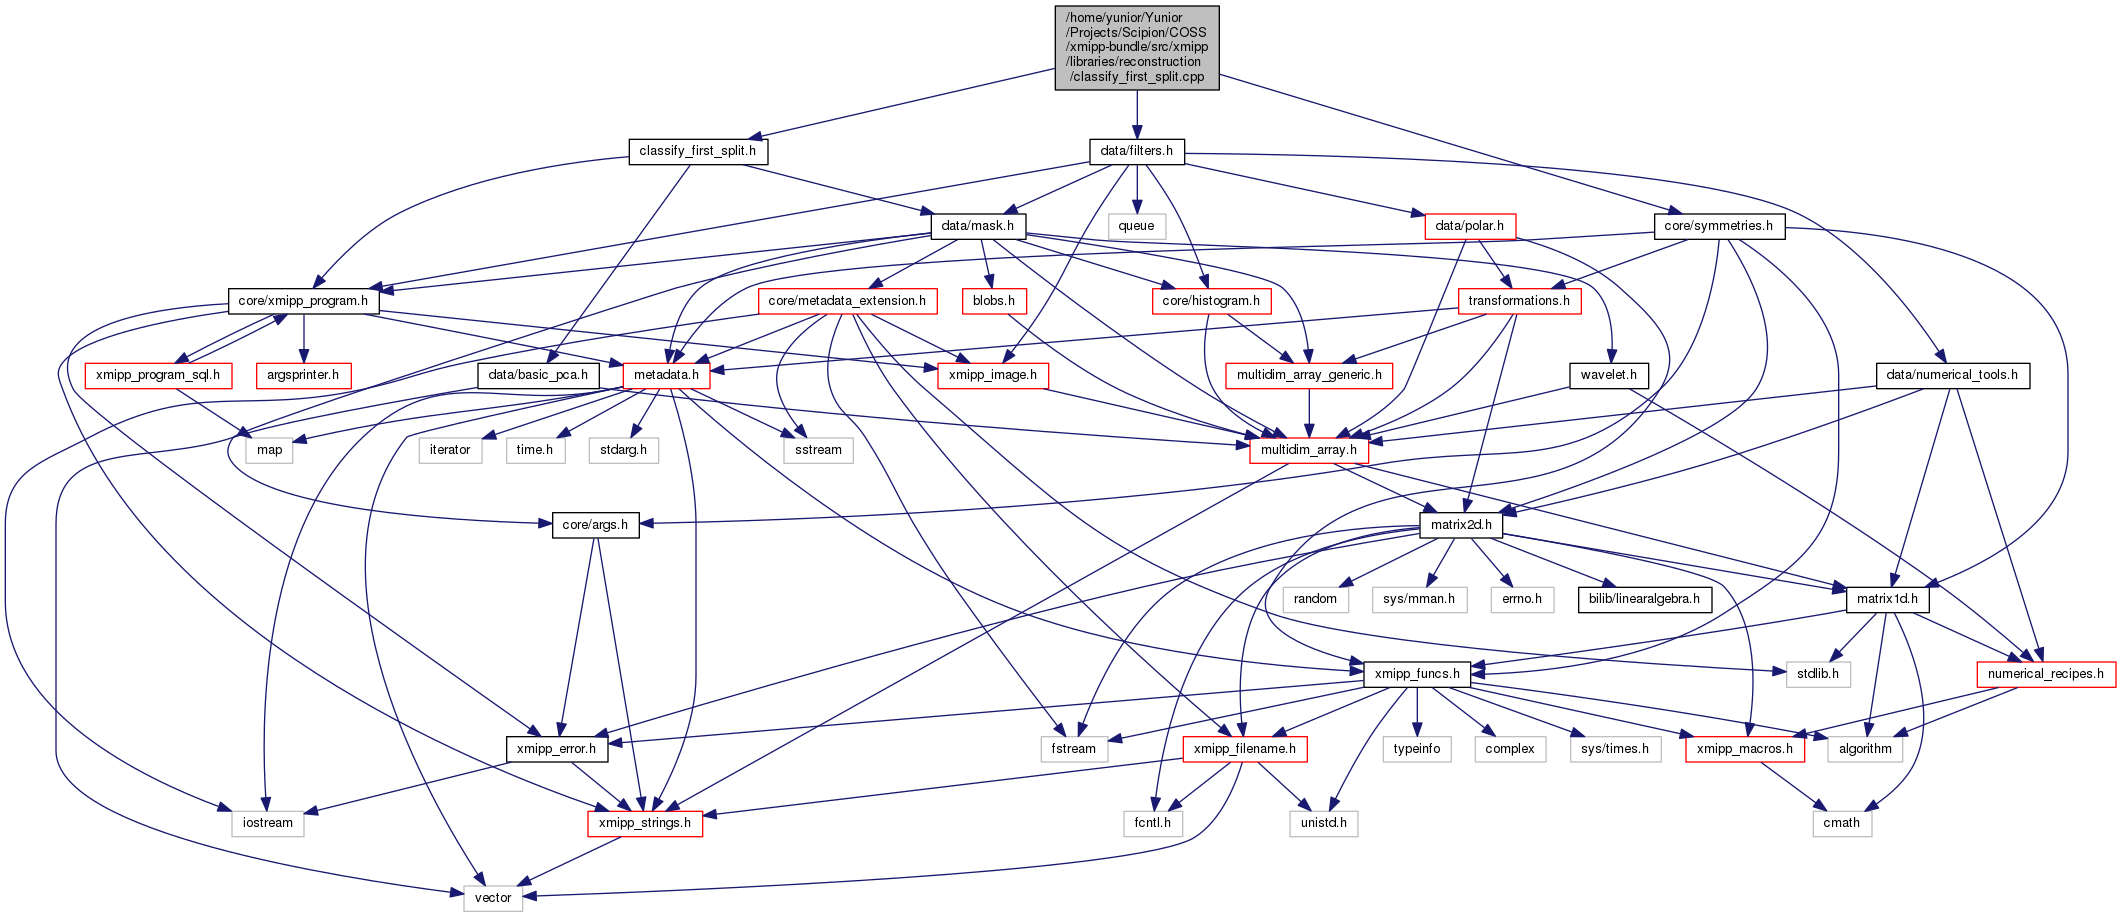 /home/yunior/Yunior
/Projects/Scipion/COSS
/xmipp-bundle/src/xmipp
/libraries/reconstruction
/classify_first_split.cpp
classify_first_split.h
data/filters.h
data/mask.h
queue
data/polar.h
core/symmetries.h
core/xmipp_program.h
core/metadata_extension.h
blobs.h
core/histogram.h
transformations.h
xmipp_program_sql.h
argsprinter.h
data/basic_pca.h
metadata.h
xmipp_image.h
multidim_array_generic.h
wavelet.h
data/numerical_tools.h
map
iterator
time.h
stdarg.h
sstream
multidim_array.h
core/args.h
matrix2d.h
random
sys/mman.h
errno.h
bilib/linearalgebra.h
matrix1d.h
xmipp_funcs.h
stdlib.h
numerical_recipes.h
xmipp_error.h
fstream
xmipp_filename.h
typeinfo
complex
sys/times.h
xmipp_macros.h
algorithm
iostream
xmipp_strings.h
fcntl.h
unistd.h
cmath
vector